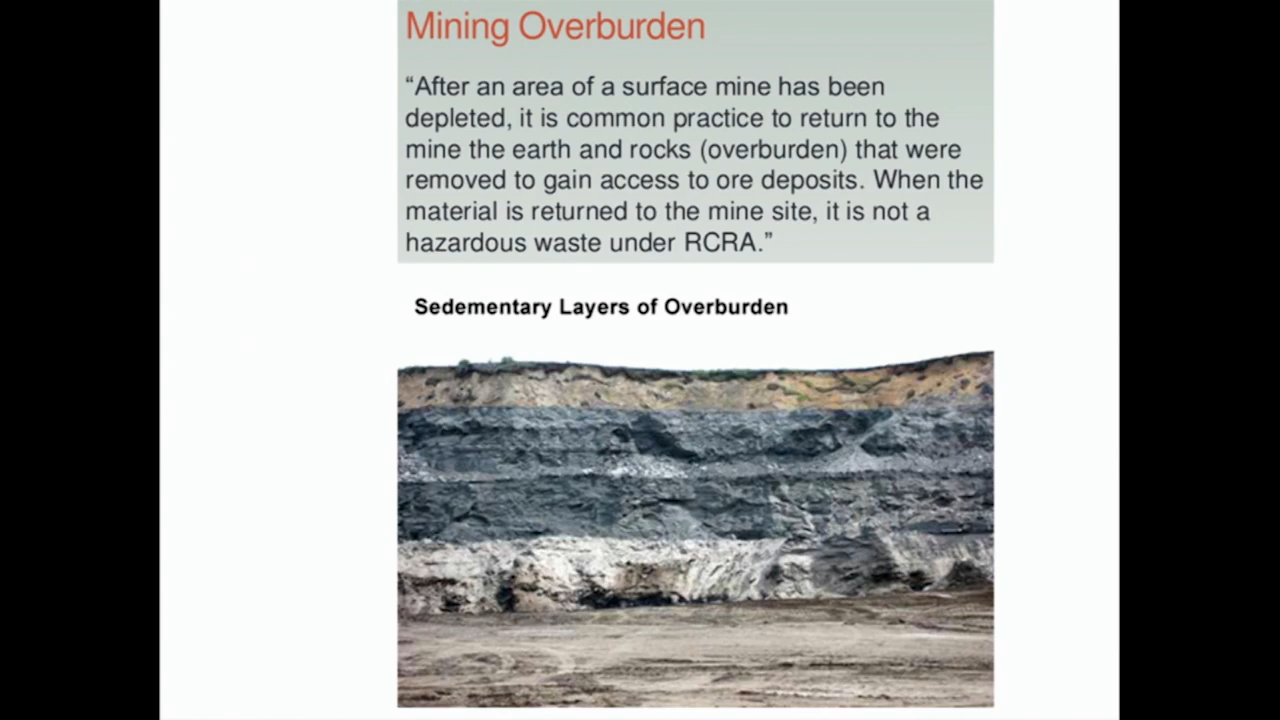 Mining Overburden
“After an area of a surface mine has been
depleted, it is common practice to return to the
mine the earth and rocks (overburden) that were
removed to gain access to ore deposits. When the
material is returned to the mine site, it is not a
hazardous waste under RCRA.”
Sedementary Layers of Overburden